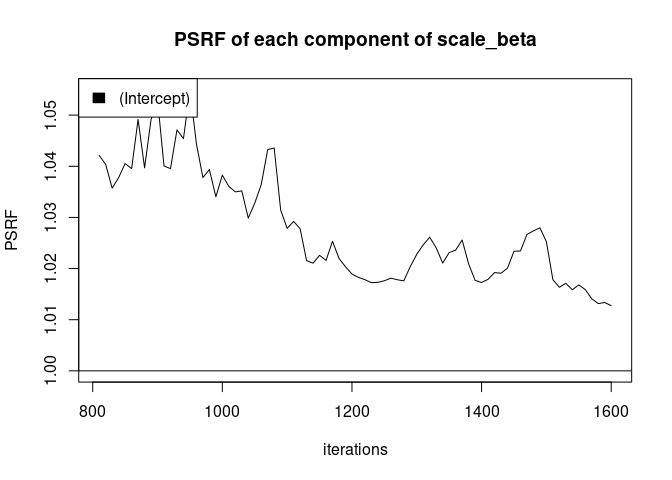 PSRF of each component of scale_beta
(Intercept)
PSRF
1.05
1.04
1.03
1.02
1.01
1.00
800 1000 1200 1400 1600
iterations